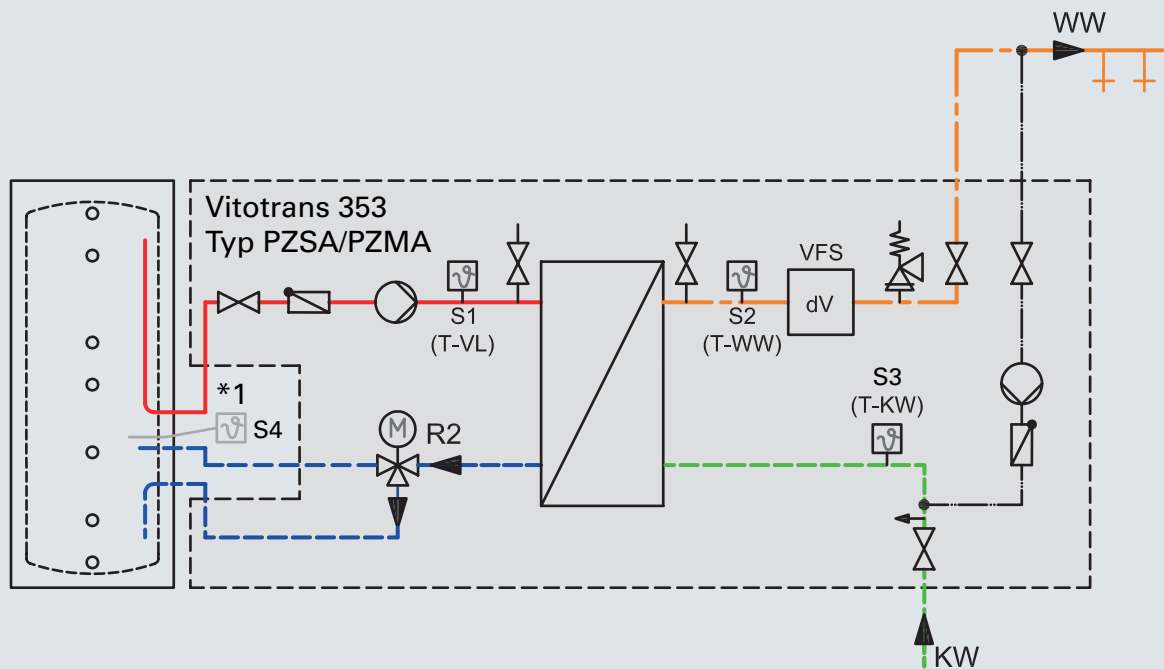 WW
Vitotrans 353
Typ PZSA/PZMA
VFS
dV
ϑ
S1
(T-VL)
ϑ
S2
(T-WW)
S3
(T-KW)
ϑ
*1
ϑ S4
M
R2
KW